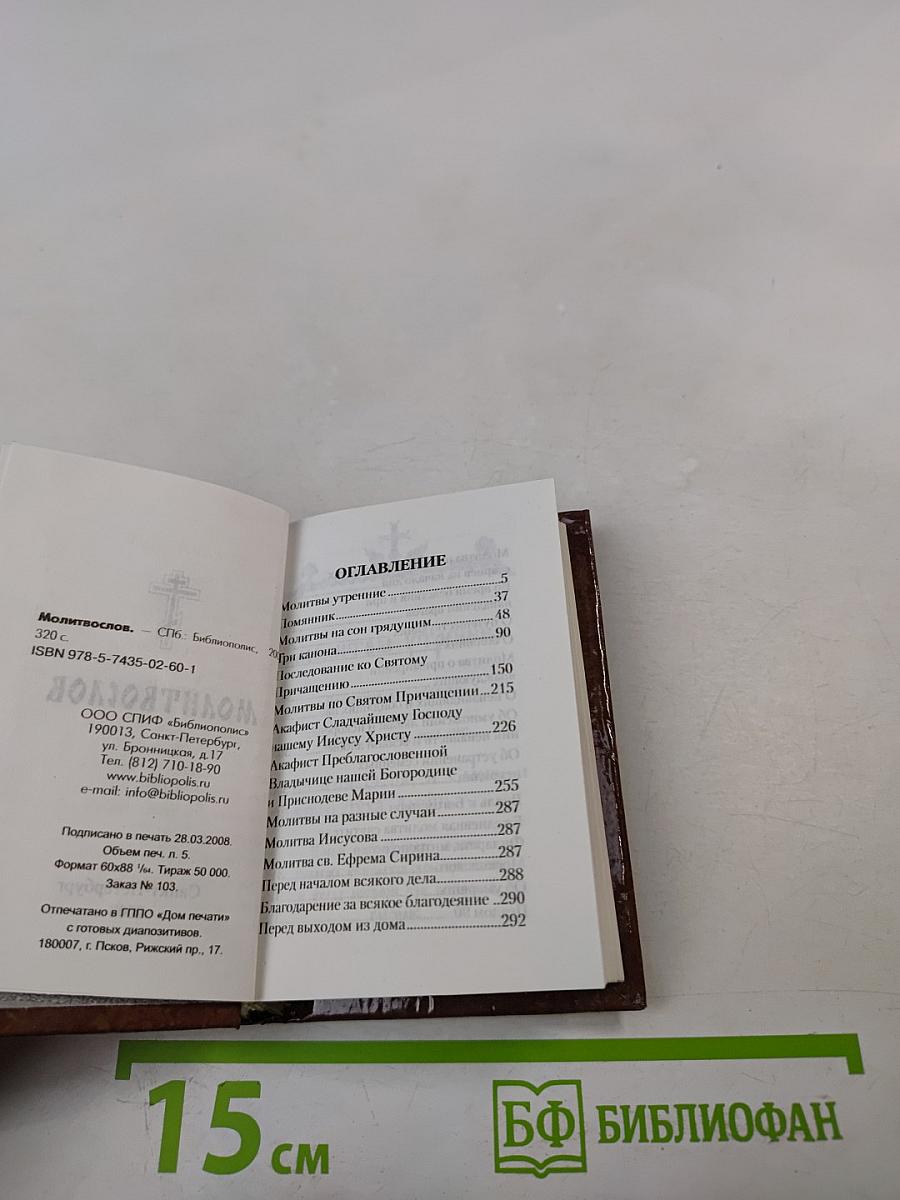 Молитвослов. — СПб.: Библиополис,
320 с.
ISBN 978-5-7435-02-60-1
ООО СПИФ «Библиополис»
190013, Санкт-Петербург,
ул. Бронницкая, д.17
Тел. (812) 710-18-90
www.bibliopolis.ru
e-mail: info@bibliopolis.ru
Подписано в печать 28.03.2008.
Объем печ. л. 5.
Формат 60x88 1/64. Тираж 50 000.
Заказ № 103.
Отпечатано в ГППО «Дом печати»
с готовых диапозитивов.
180007, г. Псков, Рижский пр., 17.
ОГЛАВЛЕНИЕ
Молитвы утренние ... 5
Помянник ... 37
Молитвы на сон грядущим ... 48
Три канона ... 90
Последование ко Святому
Причащению ... 150
Молитвы по Святом Причащении ... 215
Акафист Сладчайшему Господу
нашему Иисусу Христу ... 226
Акафист Преблагословенной
Владычице нашей Богородице
и Приснодеве Марии ... 255
Молитвы на разные случаи ... 287
Молитва Иисусова ... 287
Молитва св. Ефрема Сирина ... 287
Перед началом всякого дела ... 288
Благодарение за всякое благодеяние .. 290
Перед выходом из дома ... 292
15 см
БФ БИБЛИОФАН